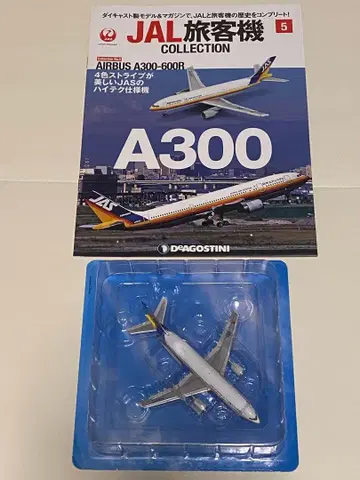 ダイキャスト製モデル&マガジンで、JALと旅客機の歴史をコンプリート!
JAL旅客機
COLLECTION
5
AIRBUS A300-600R
4色ストライプが
美しいJASの
ハイテク仕様機
A300
JAS
DEAGOSTINI